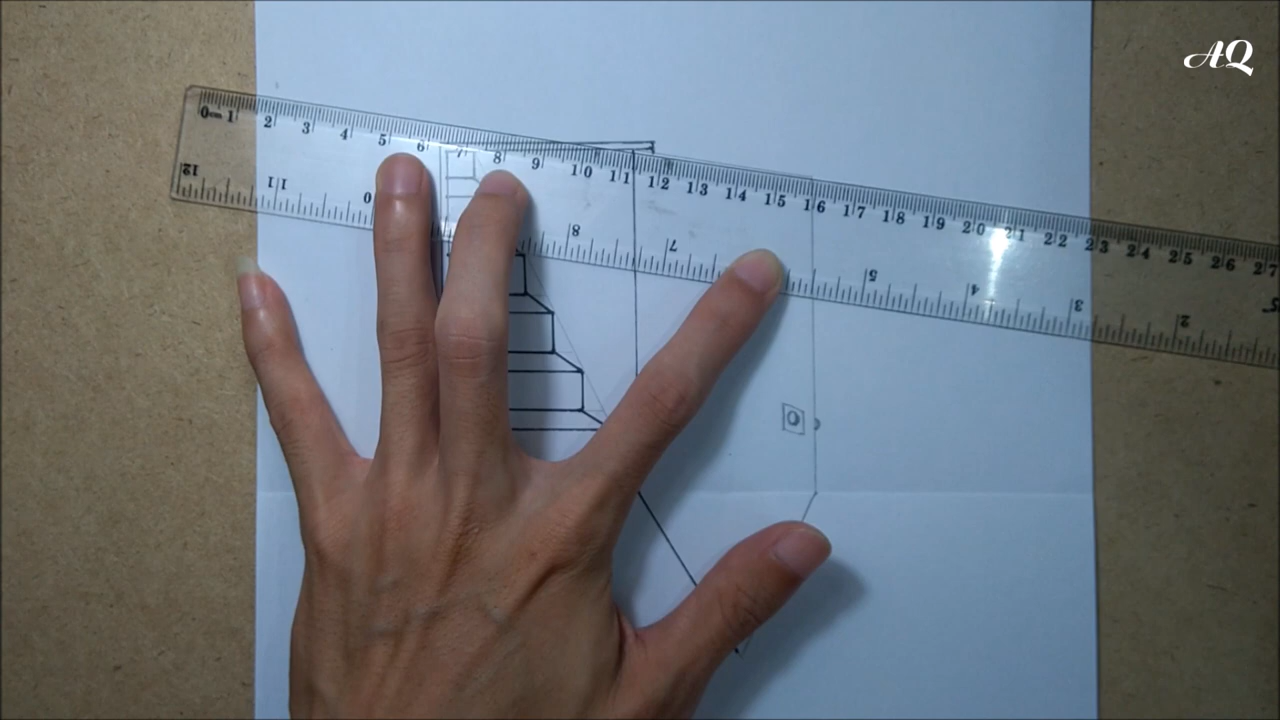 AQ
0cm 1 2 3 4 5 6 7 8 9 10 11 12 13 14 15 16 17 18 19 20 21 22 23 24 25 26 27
12 11 0 8 7 5 4 3 2